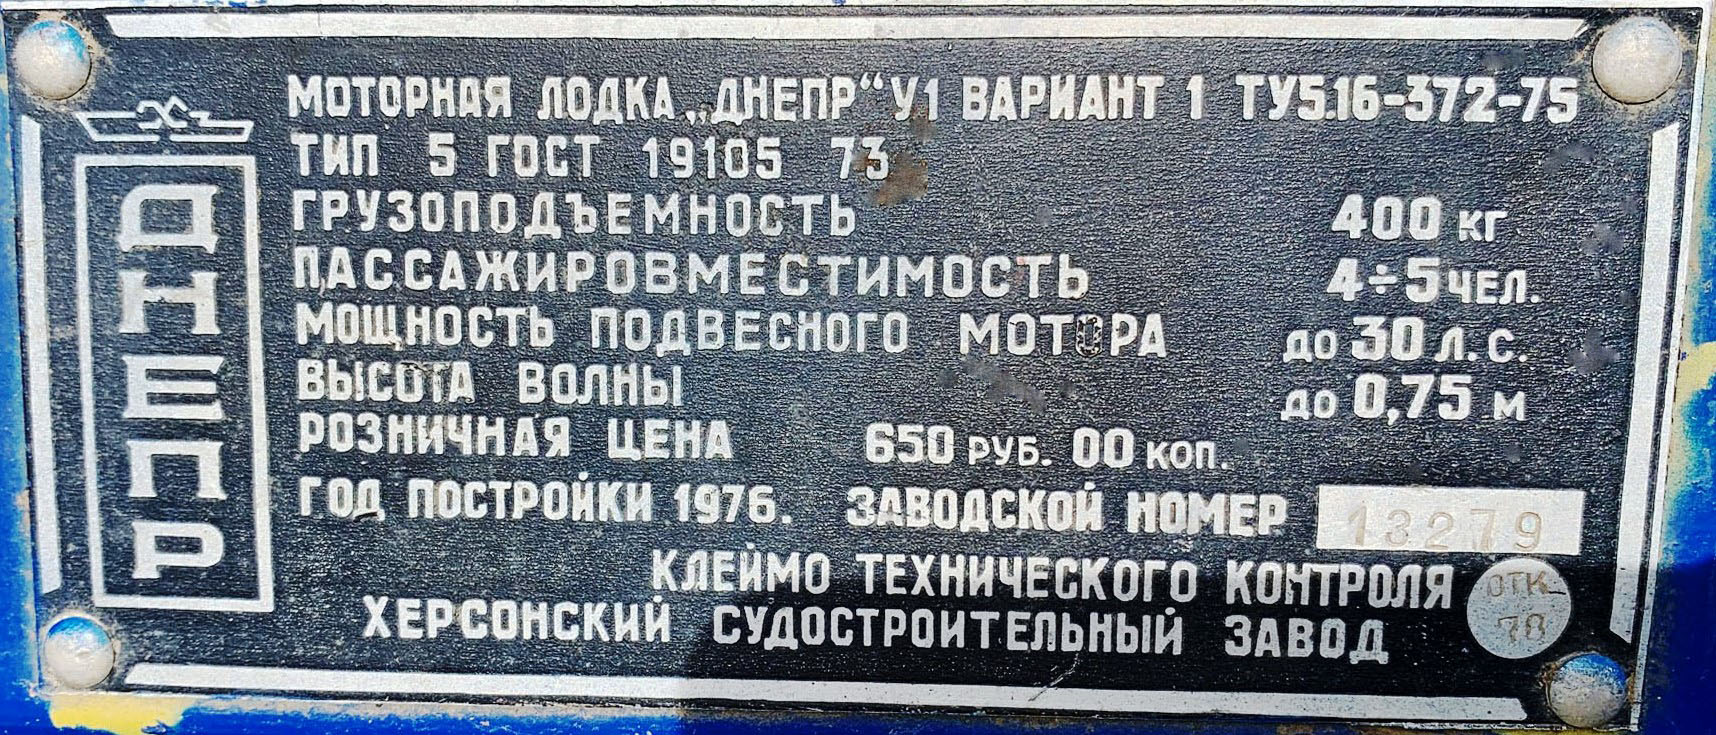 МОТОРНАЯ ЛОДКА „ДНЕПР“ У1 ВАРИАНТ 1 ТУ5.16-372-75
ТИП 5 ГОСТ 19105 73
ГРУЗОПОДЪЕМНОСТЬ 400 кг
ПАССАЖИРОВМЕСТИМОСТЬ 4÷5 чел.
МОЩНОСТЬ ПОДВЕСНОГО МОТОРА до 30 л.с.
ВЫСОТА ВОЛНЫ до 0,75 м
РОЗНИЧНАЯ ЦЕНА 650 РУБ. 00 коп.
ГОД ПОСТРОЙКИ 1976. ЗАВОДСКОЙ НОМЕР 13279
КЛЕЙМО ТЕХНИЧЕСКОГО КОНТРОЛЯ ОТК 78
ХЕРСОНСКИЙ СУДОСТРОИТЕЛЬНЫЙ ЗАВОД
ДНЕПР